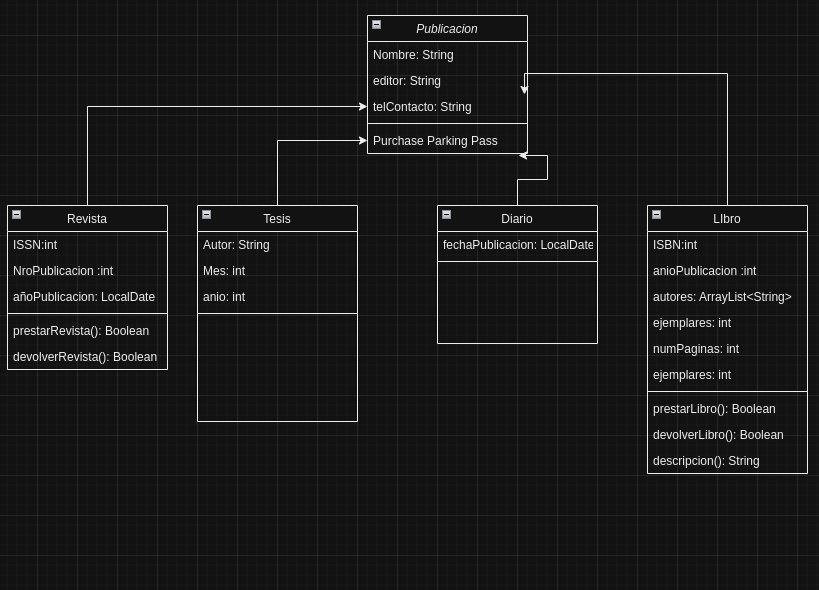 Publicacion
Nombre: String
editor: String
telContacto: String
Purchase Parking Pass
Revista
ISSN:int
NroPublicacion :int
añoPublicacion: LocalDate
prestarRevista(): Boolean
devolverRevista(): Boolean
Tesis
Autor: String
Mes: int
anio: int
Diario
fechaPublicacion: LocalDate
LIbro
ISBN:int
anioPublicacion :int
autores: ArrayList<String>
ejemplares: int
numPaginas: int
ejemplares: int
prestarLibro(): Boolean
devolverLibro(): Boolean
descripcion(): String